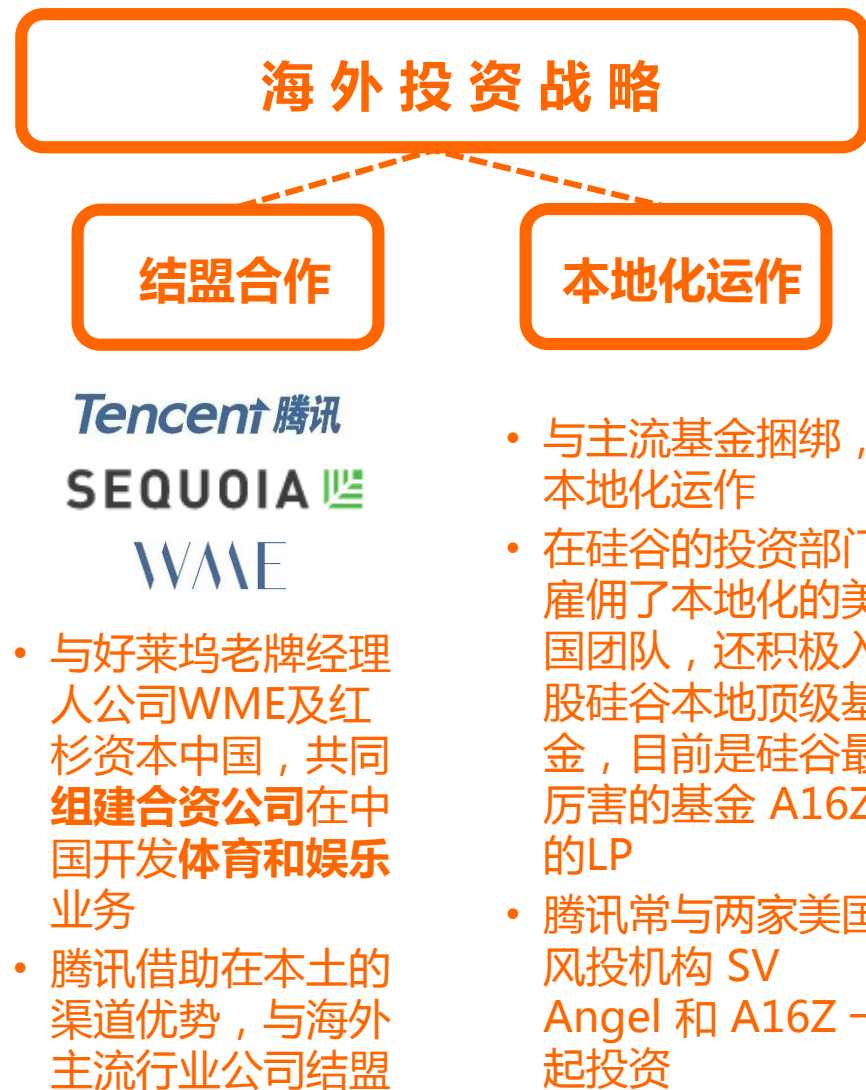 海外投资战略
结盟合作
本地化运作
Tencent 腾讯
SEQUOIA
WME
• 与好莱坞老牌经理
人公司WME及红
杉资本中国，共同
组建合资公司在中
国开发体育和娱乐
业务
• 腾讯借助在本土的
渠道优势，与海外
主流行业公司结盟
• 与主流基金捆绑，
本地化运作
• 在硅谷的投资部门
雇佣了本地化的美
国团队，还积极入
股硅谷本地顶级基
金，目前是硅谷最
厉害的基金 A16Z
的LP
• 腾讯常与两家美国
风投机构 SV
Angel 和 A16Z 一
起投资